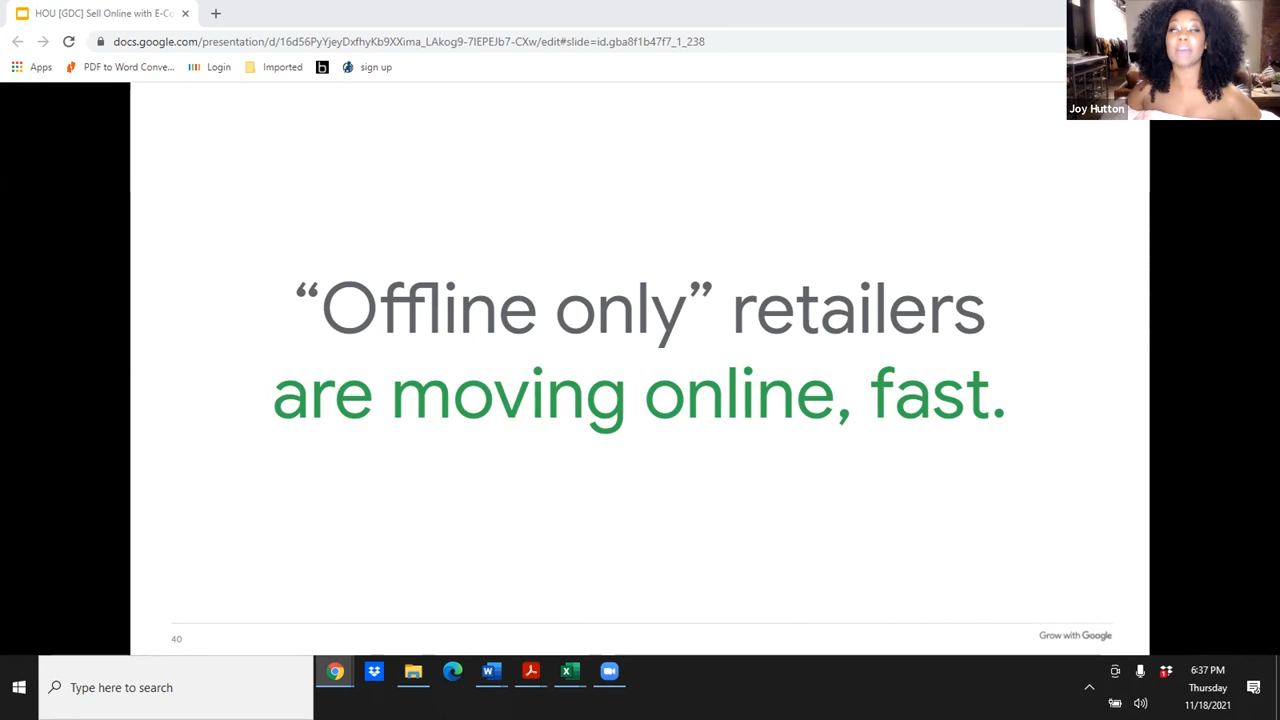 HOU [GDC] Sell Online with E-Co
docs.google.com/presentation/d/16d56PyYjeyDxfhyKb9XXima_LAkog9-7IEPEJb7-CXw/edit#slide=id.gba8f1b47f7_1_238
Apps PDF to Word Conve... Login Imported b sign up
Joy Hutton
“Offline only” retailers
are moving online, fast.
40
Grow with Google
Type here to search
6:37 PM
Thursday
11/18/2021